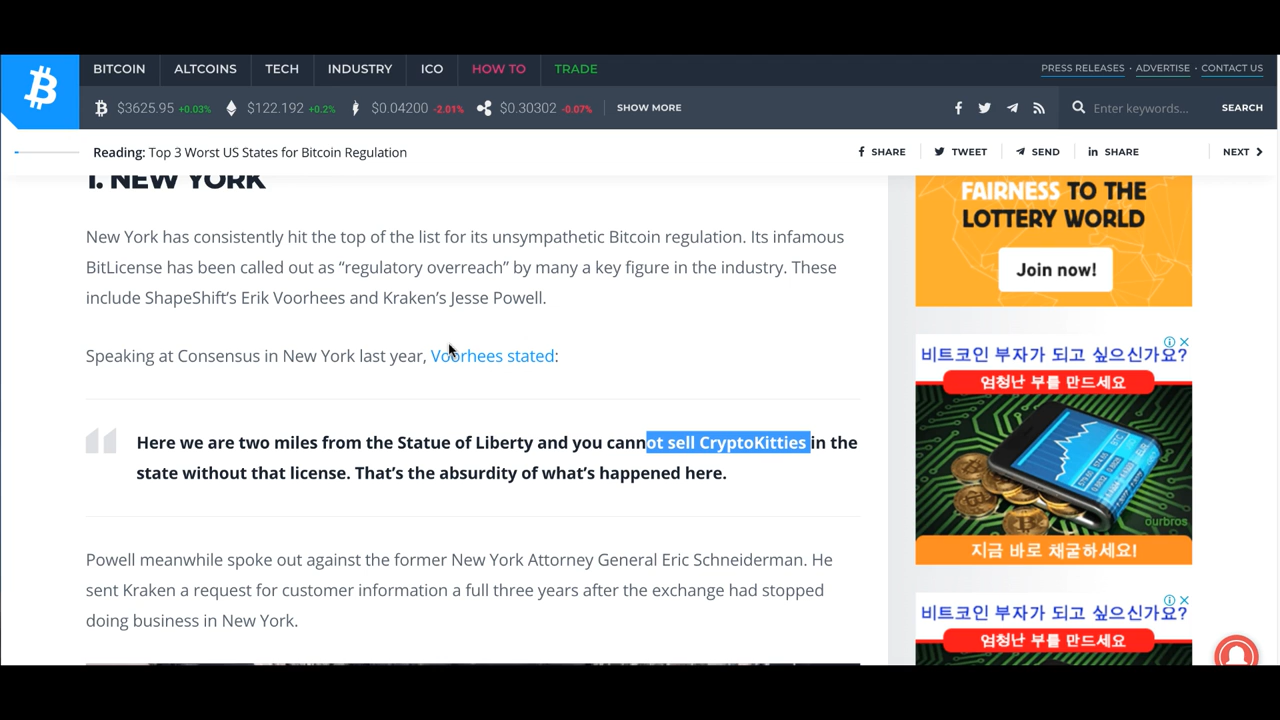 BITCOIN ALTCOINS TECH INDUSTRY ICO HOW TO TRADE
PRESS RELEASES · ADVERTISE · CONTACT US
$3625.95 +0.03% $122.192 +0.2% $0.04200 -2.01% $0.30302 -0.07% SHOW MORE
Enter keywords... SEARCH
Reading: Top 3 Worst US States for Bitcoin Regulation
SHARE TWEET SEND SHARE NEXT
1. NEW YORK
New York has consistently hit the top of the list for its unsympathetic Bitcoin regulation. Its infamous
BitLicense has been called out as “regulatory overreach” by many a key figure in the industry. These
include ShapeShift’s Erik Voorhees and Kraken’s Jesse Powell.
Speaking at Consensus in New York last year, Voorhees stated:
Here we are two miles from the Statue of Liberty and you cannot sell CryptoKitties in the
state without that license. That’s the absurdity of what’s happened here.
Powell meanwhile spoke out against the former New York Attorney General Eric Schneiderman. He
sent Kraken a request for customer information a full three years after the exchange had stopped
doing business in New York.
FAIRNESS TO THE
LOTTERY WORLD
Join now!
비트코인 부자가 되고 싶으신가요?
엄청난 부를 만드세요
BTC
ourbros
지금 바로 채굴하세요!
비트코인 부자가 되고 싶으신가요?
엄청난 부를 만드세요